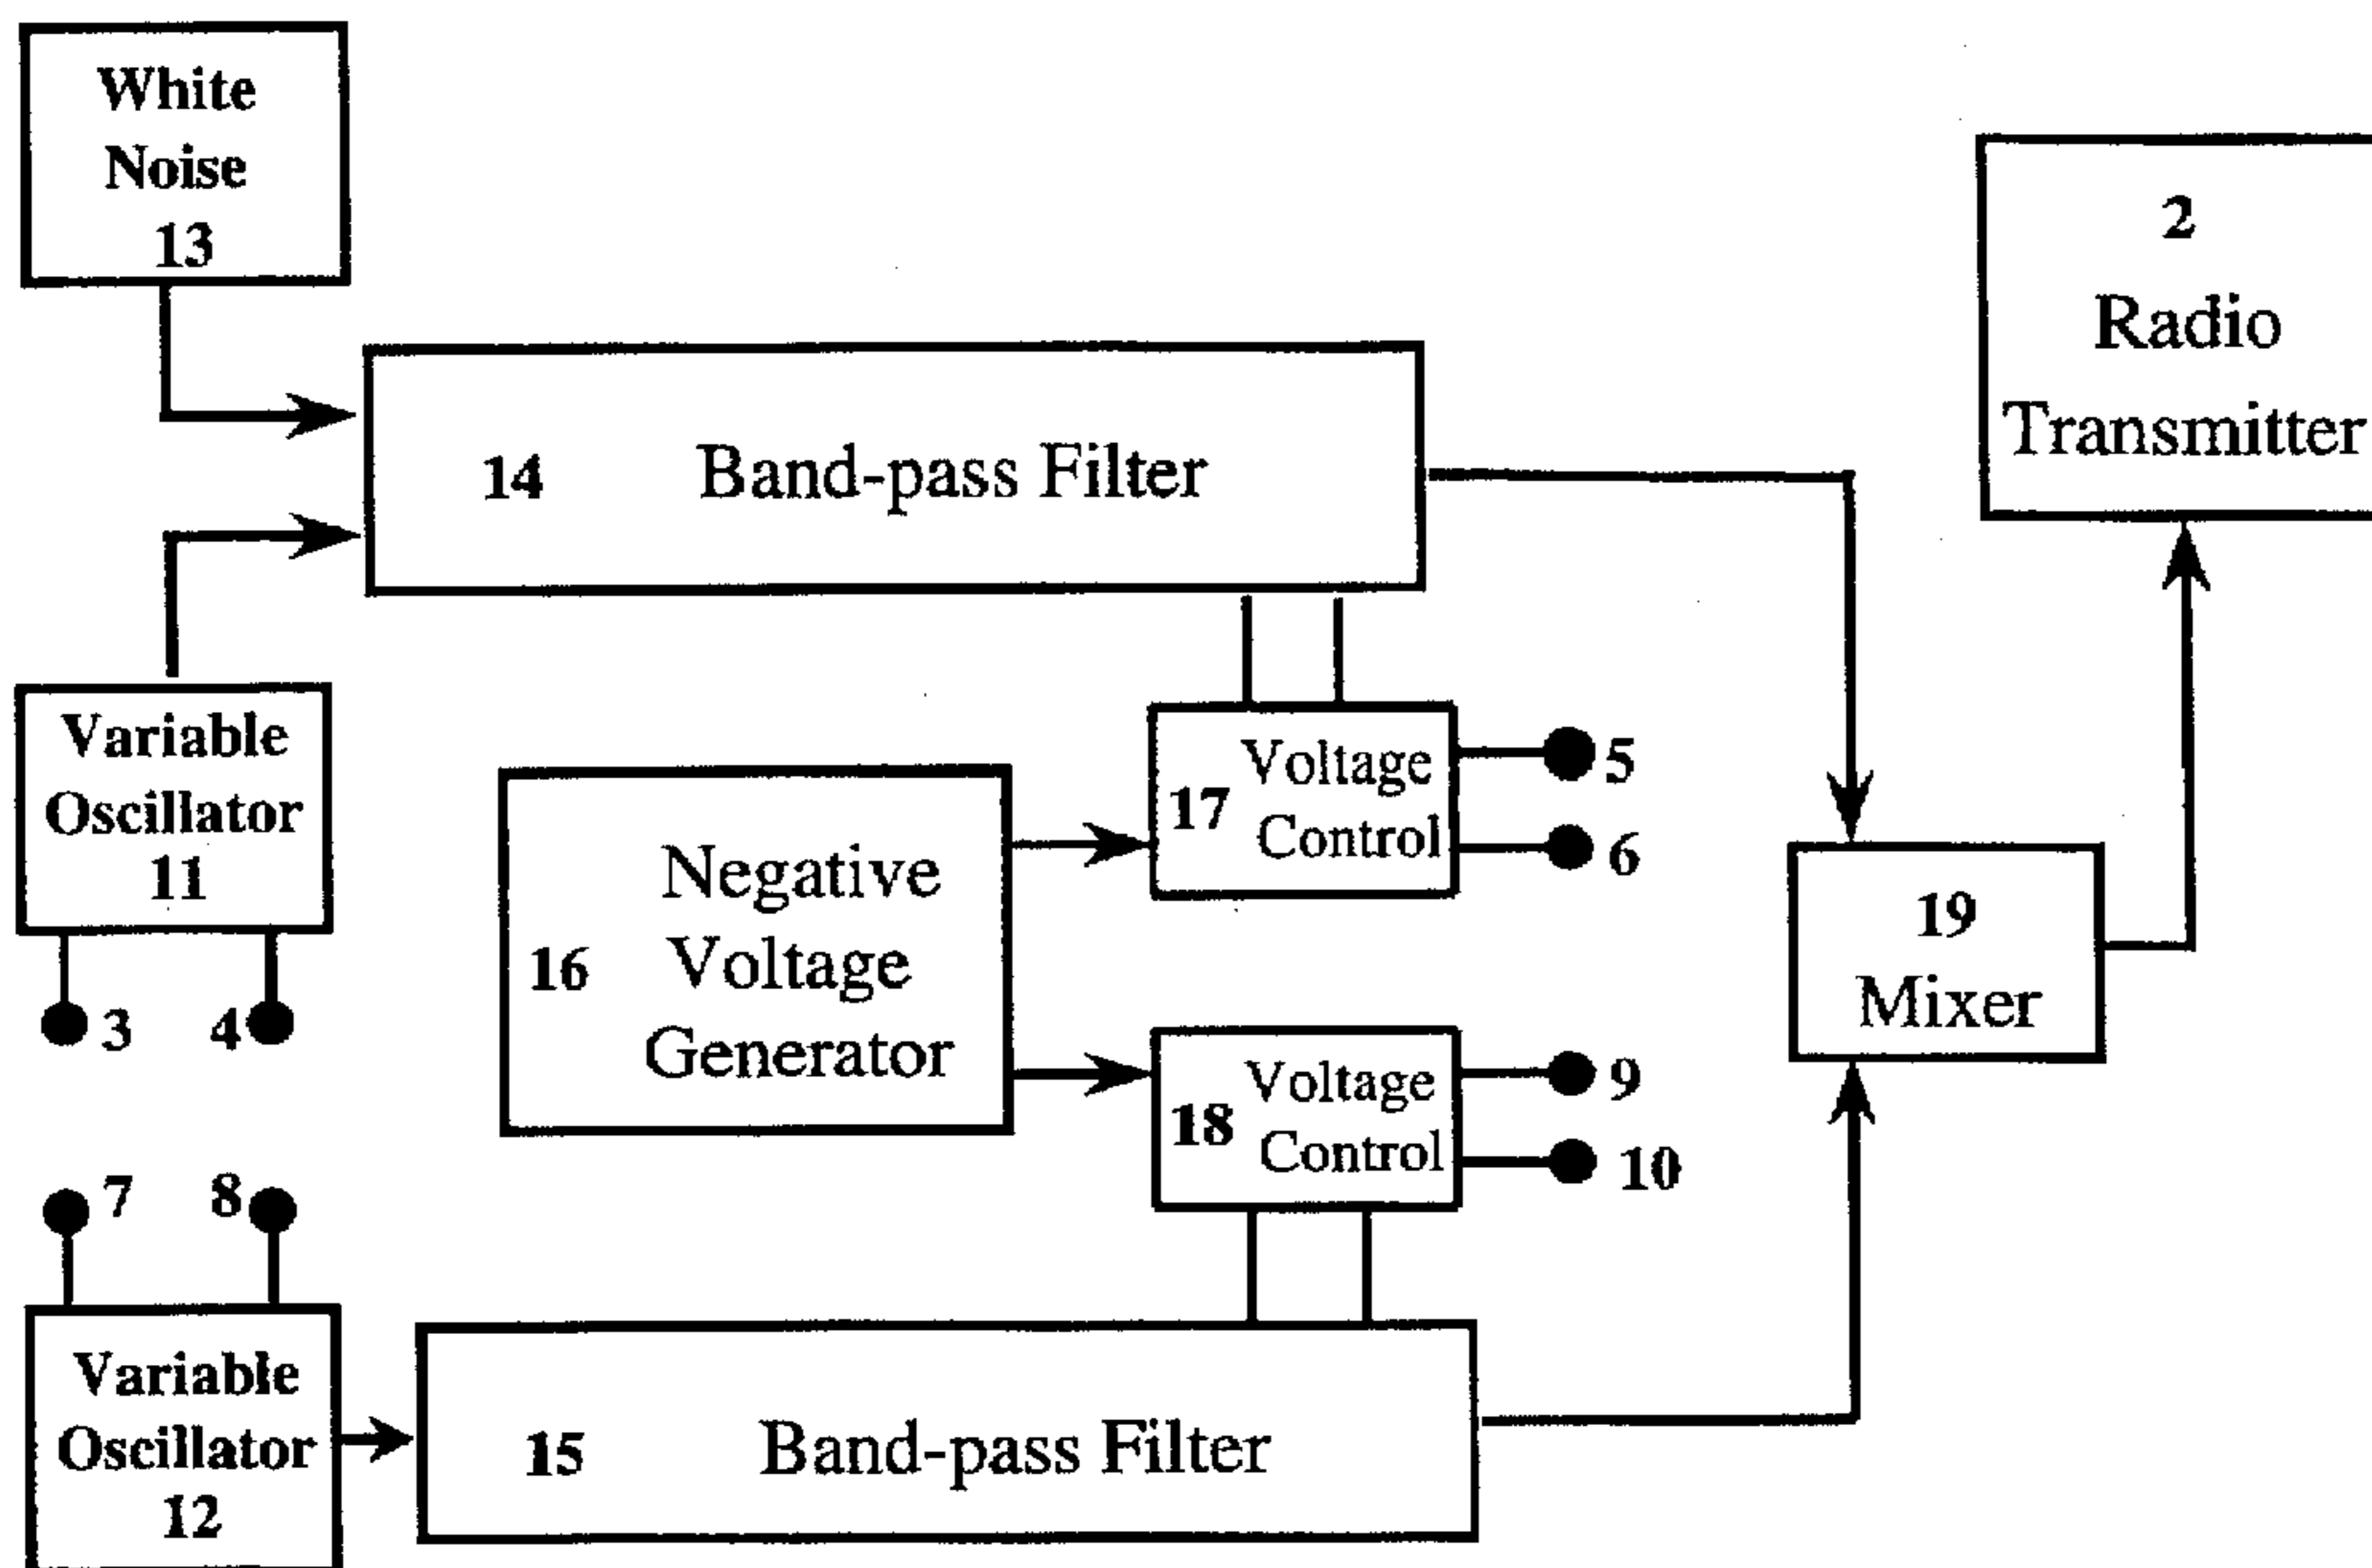 White
Noise
13
2
Radio
Transmitter
14 Band-pass Filter
Variable
Oscillator
11
3
4
16
Negative
Voltage
Generator
17
Voltage
Control
5
6
18
Voltage
Control
9
10
19
Mixer
7
8
Variable
Oscillator
12
15 Band-pass Filter